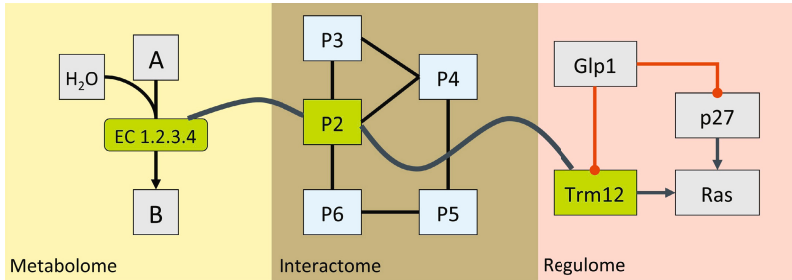 A
H₂O
EC 1.2.3.4
B
Metabolome
P3
P4
P2
P6
P5
Interactome
Glp1
p27
Trm12
Ras
Regulome